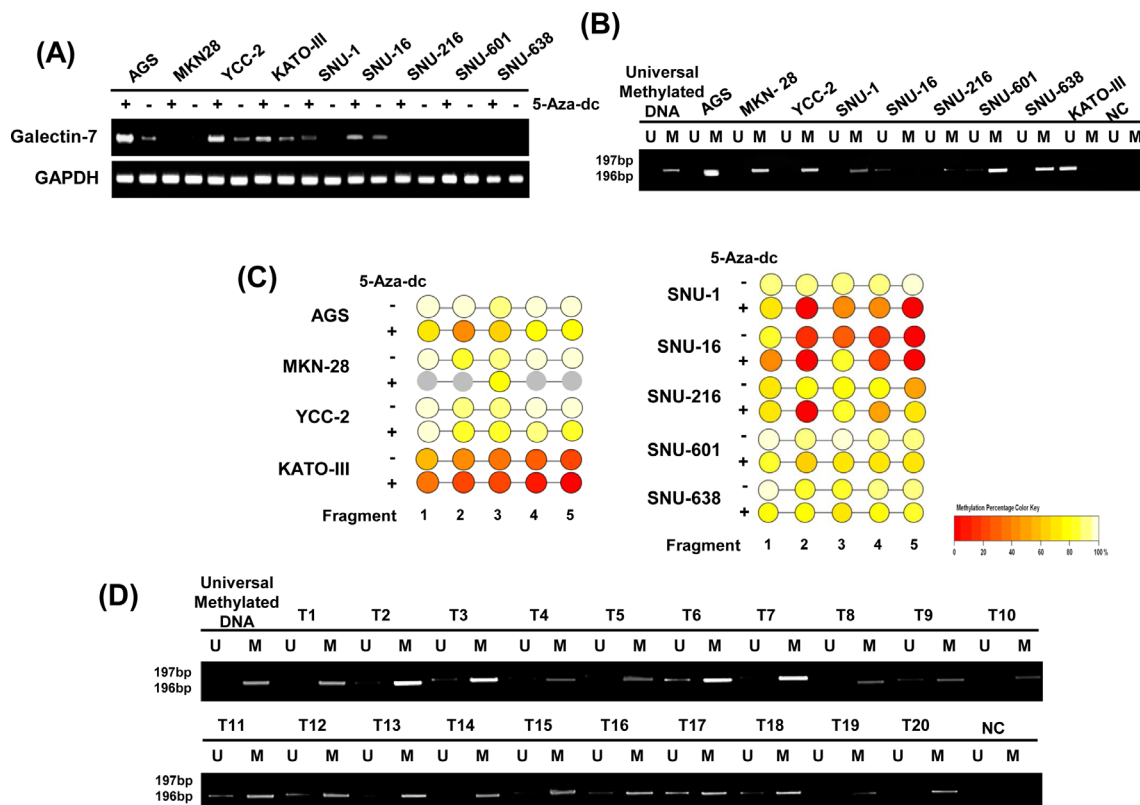 (A)
AGS MKN28 YCC-2 KATO-III SNU-1 SNU-16 SNU-216 SNU-601 SNU-638
+ - + - + - + - + - + - + - + - + - 5-Aza-dc
Galectin-7
GAPDH
(B)
Universal
Methylated
DNA AGS MKN- 28 YCC-2 SNU-1 SNU-16 SNU-216 SNU-601 SNU-638 KATO-III NC
U M U M U M U M U M U M U M U M U M U M U M
197bp
196bp
(C)
5-Aza-dc
AGS
-
+
MKN-28
-
+
YCC-2
-
+
KATO-III
-
+
Fragment 1 2 3 4 5
5-Aza-dc
SNU-1
-
+
SNU-16
-
+
SNU-216
-
+
SNU-601
-
+
SNU-638
-
+
Fragment 1 2 3 4 5
Methylation Percentage Color Key
0 20 40 60 80 100 %
(D)
Universal
Methylated
DNA T1 T2 T3 T4 T5 T6 T7 T8 T9 T10
U M U M U M U M U M U M U M U M U M U M U M
197bp
196bp
T11 T12 T13 T14 T15 T16 T17 T18 T19 T20 NC
U M U M U M U M U M U M U M U M U M U M U M
197bp
196bp